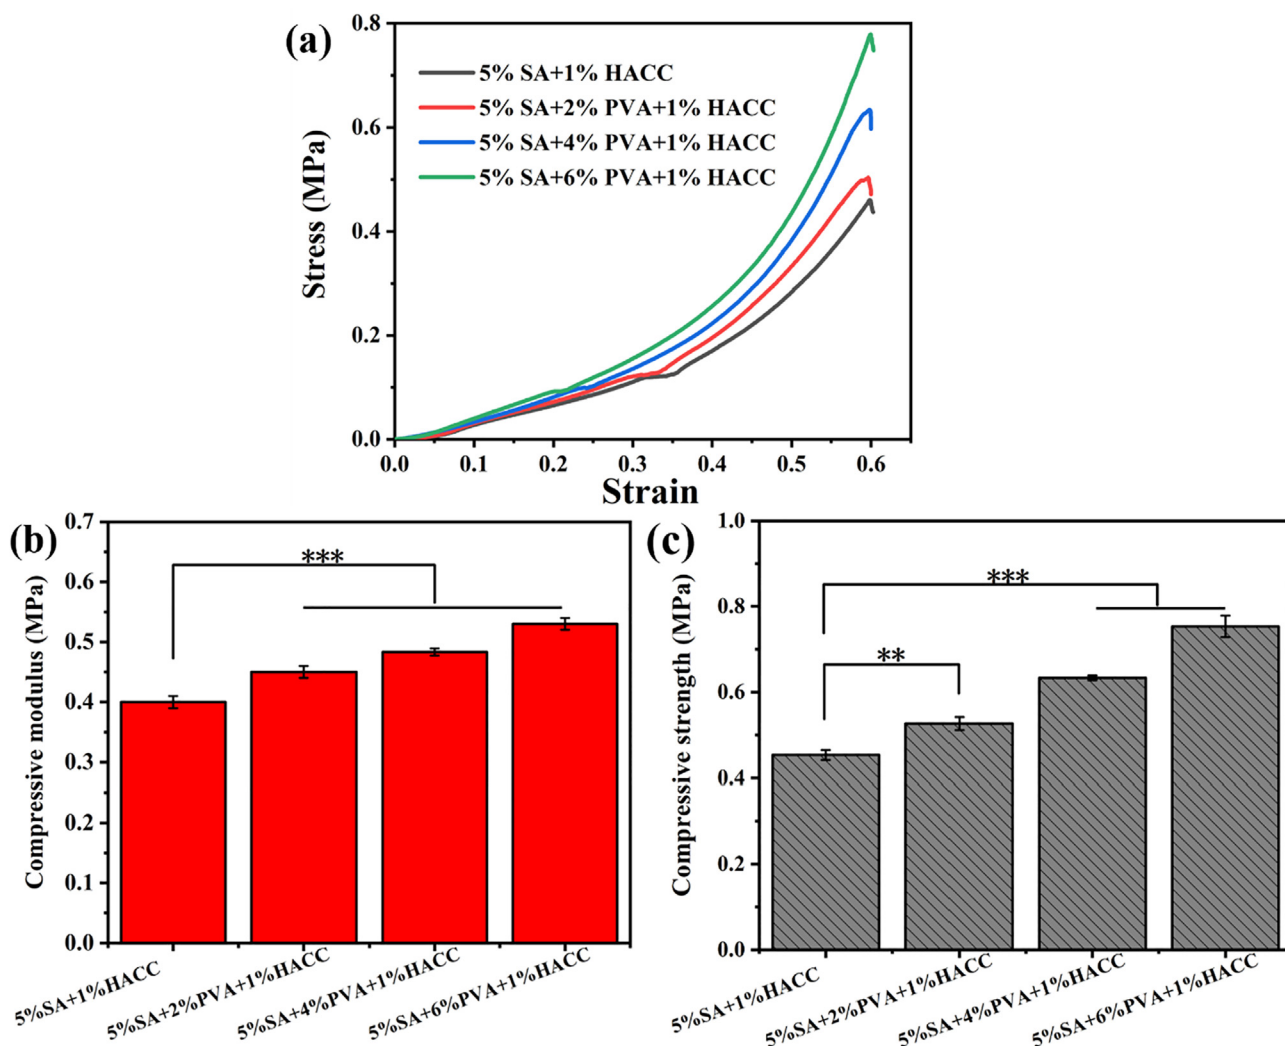 (a)
0.8
0.6
0.4
0.2
0.0
Stress (MPa)
5% SA+1% HACC
5% SA+2% PVA+1% HACC
5% SA+4% PVA+1% HACC
5% SA+6% PVA+1% HACC
0.0 0.1 0.2 0.3 0.4 0.5 0.6
Strain
(b)
0.7
0.6
0.5
0.4
0.3
0.2
0.1
0.0
Compressive modulus (MPa)
***
5%SA+1%HACC
5%SA+2%PVA+1%HACC
5%SA+4%PVA+1%HACC
5%SA+6%PVA+1%HACC
(c)
1.0
0.8
0.6
0.4
0.2
0.0
Compressive strength (MPa)
***
**
5%SA+1%HACC
5%SA+2%PVA+1%HACC
5%SA+4%PVA+1%HACC
5%SA+6%PVA+1%HACC